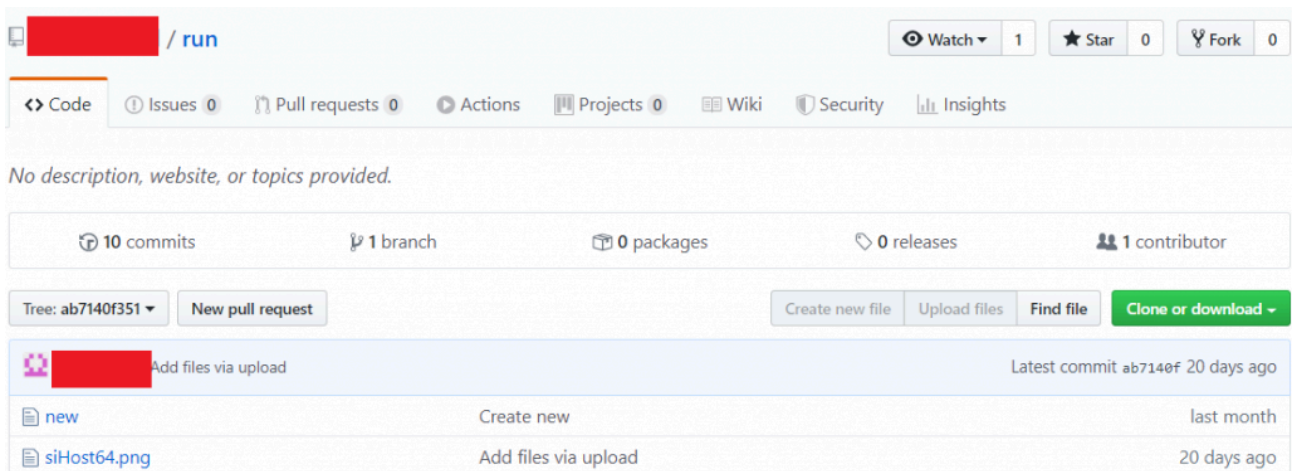 / run Watch 1 Star 0 Fork 0
Code Issues 0 Pull requests 0 Actions Projects 0 Wiki Security Insights
No description, website, or topics provided.
10 commits 1 branch 0 packages 0 releases 1 contributor
Tree: ab7140f351 New pull request Create new file Upload files Find file Clone or download
Add files via upload Latest commit ab7140f 20 days ago
new Create new last month
siHost64.png Add files via upload 20 days ago